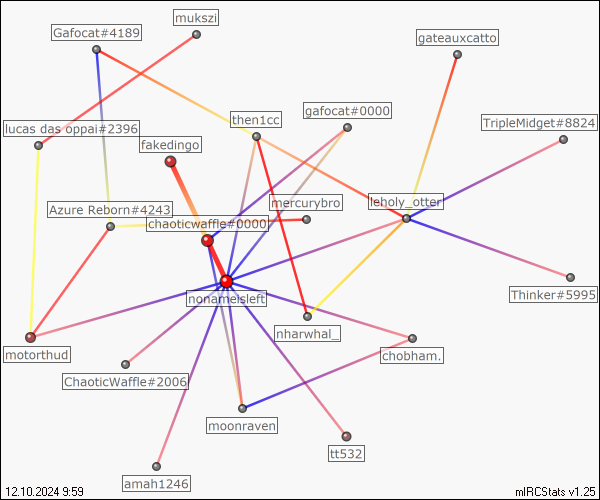 mukszi
Gafocat#4189
gateauxcatto
gafocat#0000
then1cc
TripleMidget#8824
lucas das oppai#2396
fakedingo
mercurybro
leholy_otter
Azure Reborn#4243
chaoticwaffle#0000
Thinker#5995
nonameisleft
nharwhal_
motorthud
chobham.
ChaoticWaffle#2006
moonraven
tt532
amah1246
12.10.2024 9:59
mIRCStats v1.25